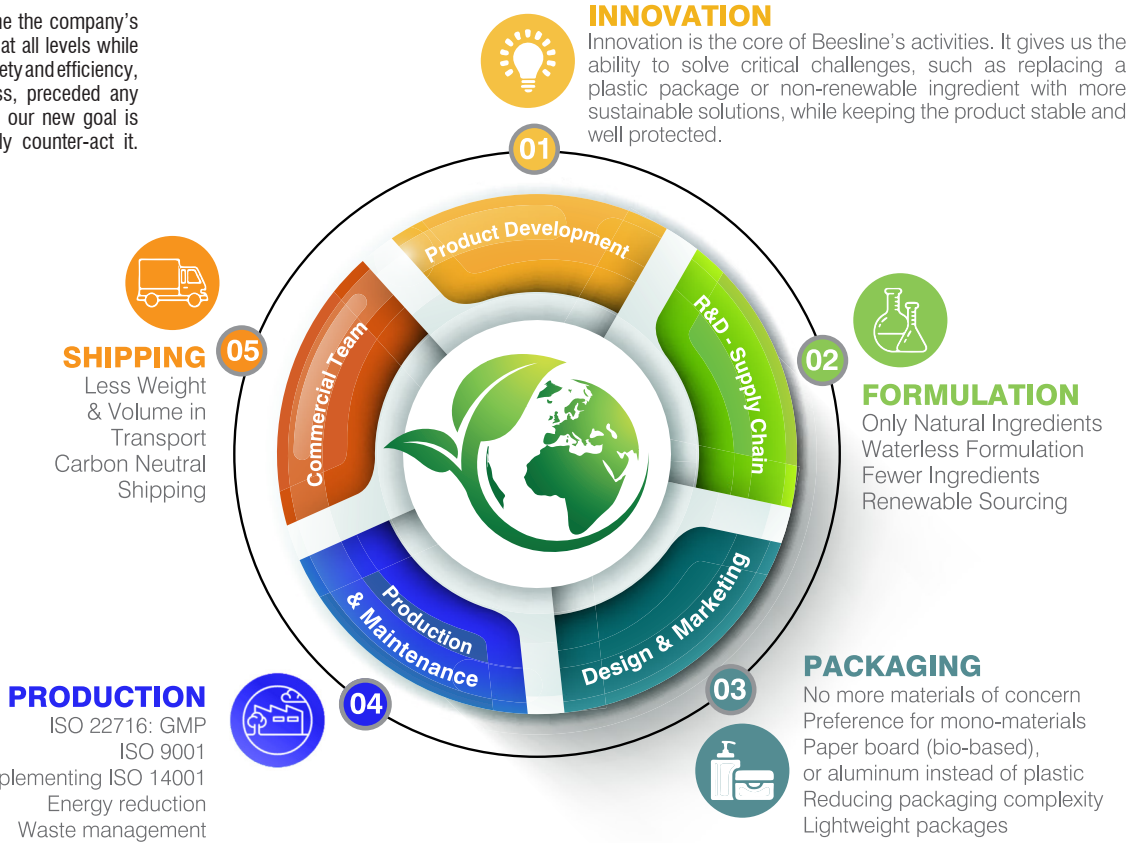 ne the company's
at all levels while
ety and efficiency,
ss, preceded any
our new goal is
ly counter-act it.
INNOVATION
Innovation is the core of Beesline's activities. It gives us the
ability to solve critical challenges, such as replacing a
plastic package or non-renewable ingredient with more
sustainable solutions, while keeping the product stable and
well protected.
01
Product Development
R&D - Supply Chain
Design & Marketing
Production
& Maintenance
Commercial Team
02
FORMULATION
Only Natural Ingredients
Waterless Formulation
Fewer Ingredients
Renewable Sourcing
03
PACKAGING
No more materials of concern
Preference for mono-materials
Paper board (bio-based),
or aluminum instead of plastic
Reducing packaging complexity
Lightweight packages
04
PRODUCTION
ISO 22716: GMP
ISO 9001
plementing ISO 14001
Energy reduction
Waste management
05
SHIPPING
Less Weight
& Volume in
Transport
Carbon Neutral
Shipping